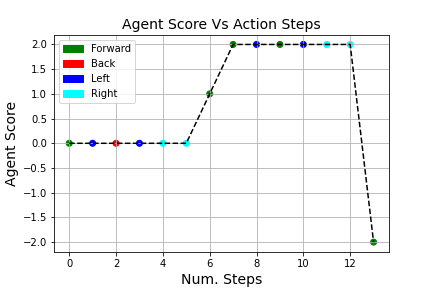 Agent Score Vs Action Steps
Agent Score
2.0
1.5
1.0
0.5
0.0
−0.5
−1.0
−1.5
−2.0
Forward
Back
Left
Right
0 2 4 6 8 10 12
Num. Steps